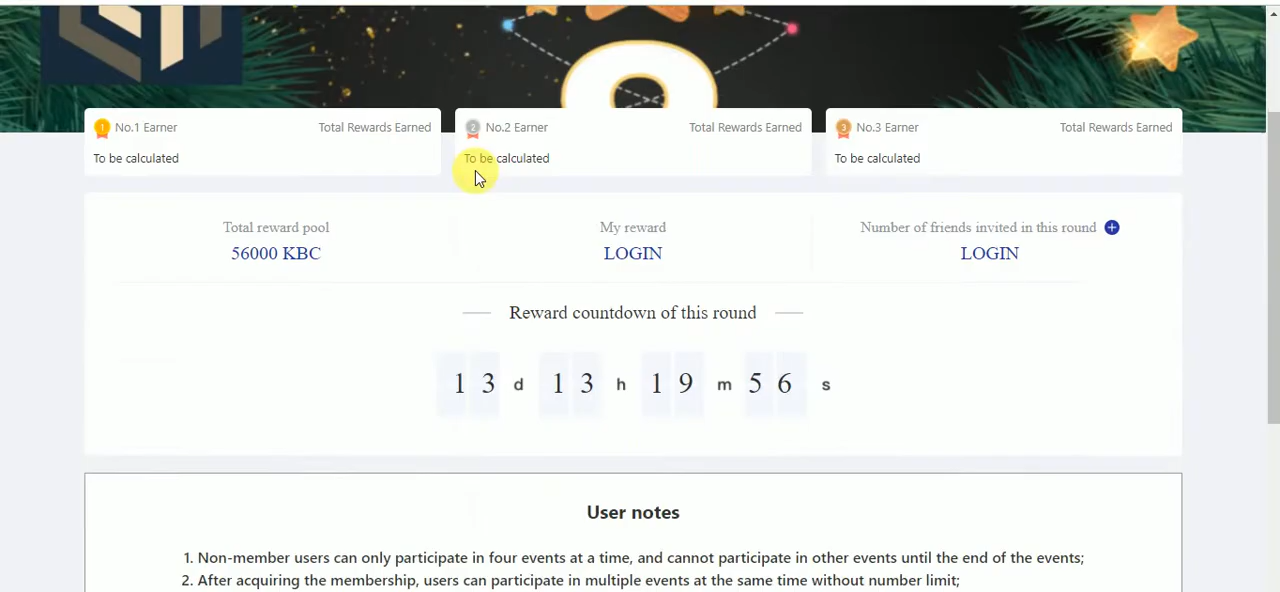 1 No.1 Earner Total Rewards Earned
To be calculated
2 No.2 Earner Total Rewards Earned
To be calculated
3 No.3 Earner Total Rewards Earned
To be calculated
Total reward pool
56000 KBC
My reward
LOGIN
Number of friends invited in this round
LOGIN
Reward countdown of this round
13 d 13 h 19 m 56 s
User notes
1. Non-member users can only participate in four events at a time, and cannot participate in other events until the end of the events;
2. After acquiring the membership, users can participate in multiple events at the same time without number limit;